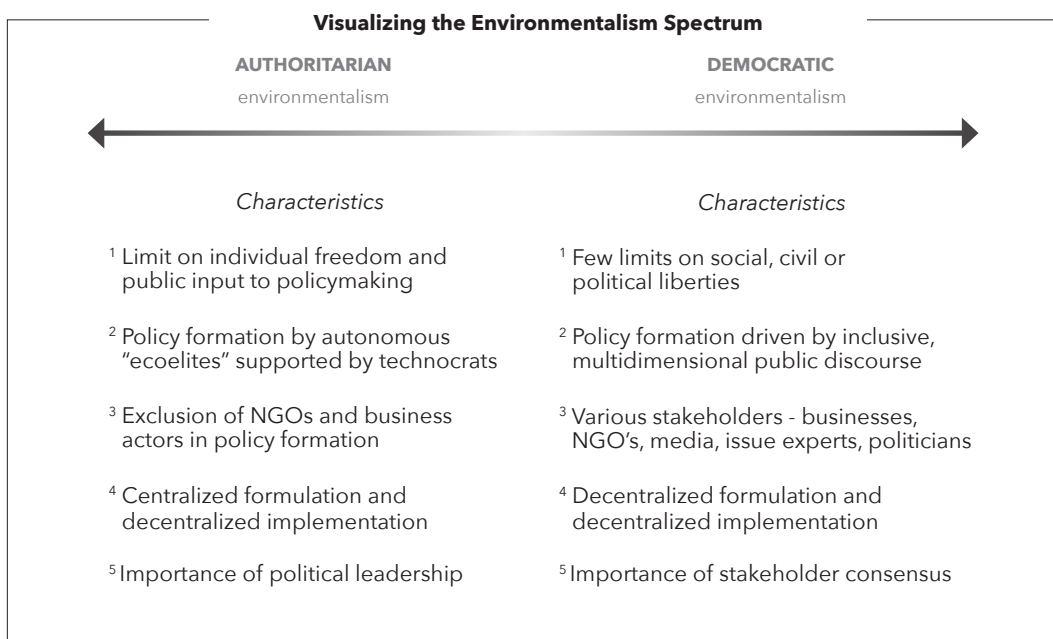 Visualizing the Environmentalism Spectrum
AUTHORITARIAN
environmentalism
DEMOCRATIC
environmentalism
Characteristics
1 Limit on individual freedom and
public input to policymaking
2 Policy formation by autonomous
“ecoelites” supported by technocrats
3 Exclusion of NGOs and business
actors in policy formation
4 Centralized formulation and
decentralized implementation
5 Importance of political leadership
Characteristics
1 Few limits on social, civil or
political liberties
2 Policy formation driven by inclusive,
multidimensional public discourse
3 Various stakeholders - businesses,
NGO’s, media, issue experts, politicians
4 Decentralized formulation and
decentralized implementation
5 Importance of stakeholder consensus